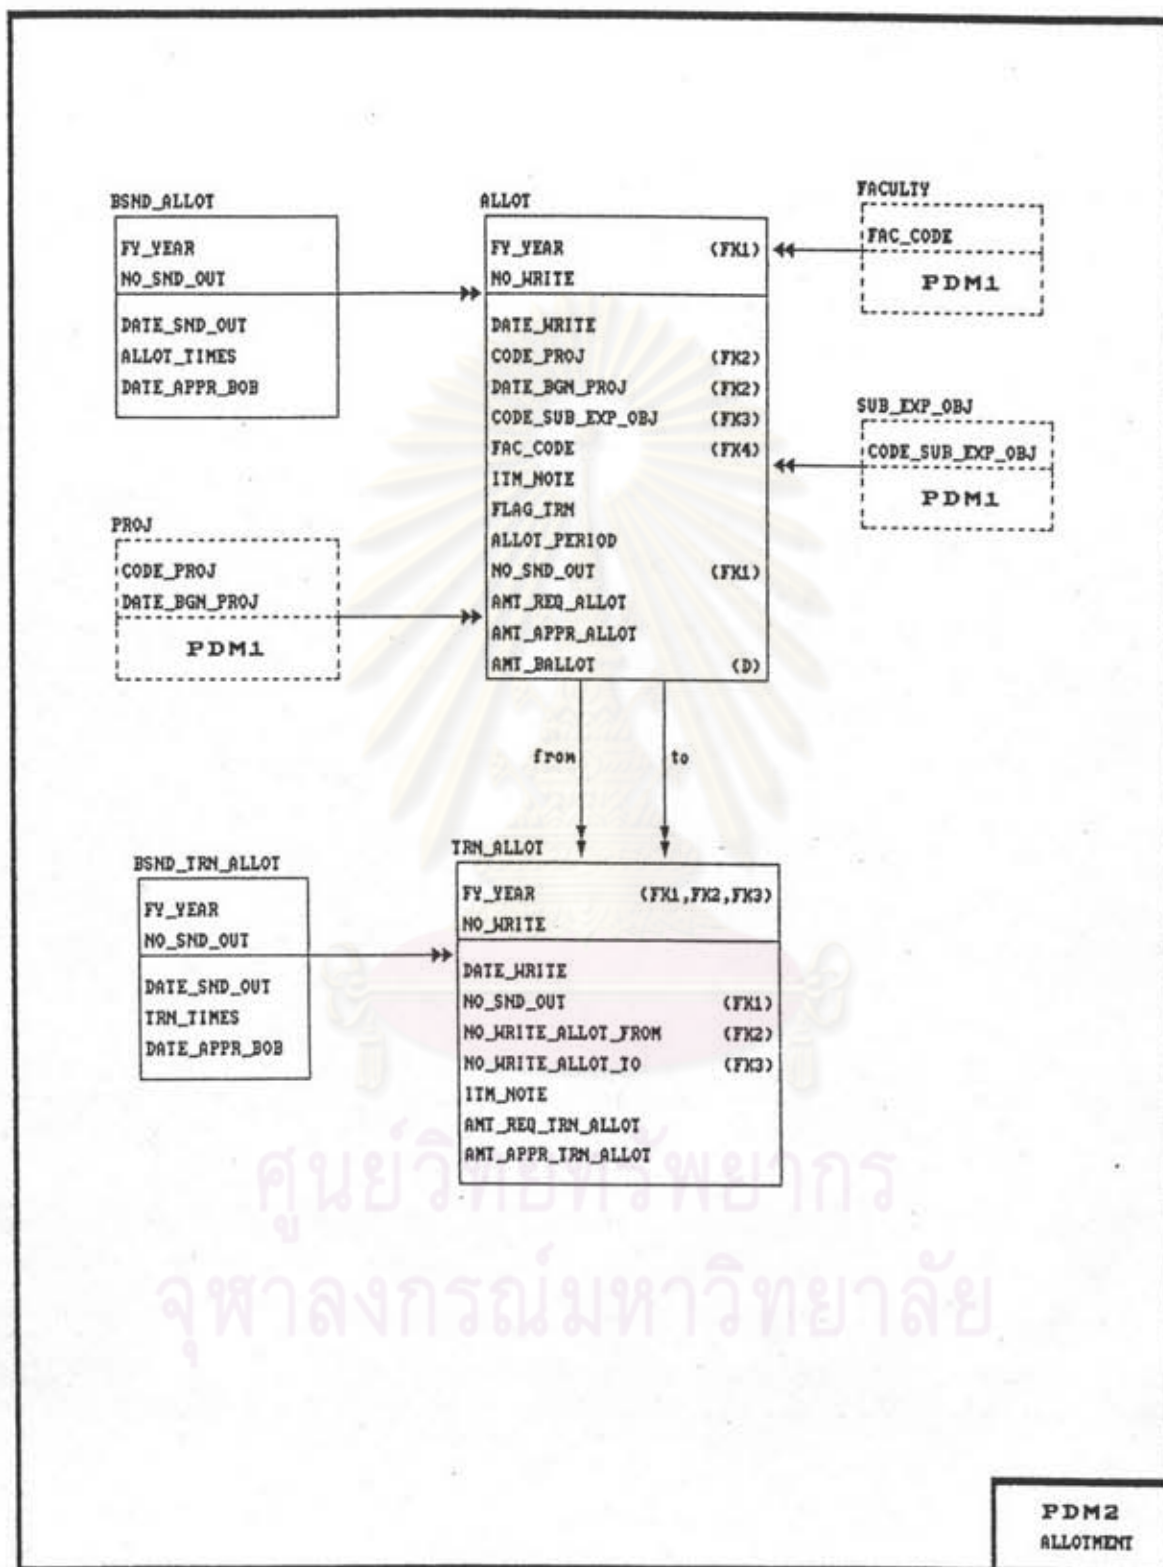 BSND_ALLOT
FY_YEAR
NO_SND_OUT
DATE_SND_OUT
ALLOT_TIMES
DATE_APPR_BOB
ALLOT
FY_YEAR (FK1)
NO_WRITE
DATE_WRITE
CODE_PROJ (FK2)
DATE_BGN_PROJ (FK2)
CODE_SUB_EXP_OBJ (FK3)
FAC_CODE (FK4)
ITM_NOTE
FLAG_TRN
ALLOT_PERIOD
NO_SND_OUT (FK1)
AMT_REQ_ALLOT
AMT_APPR_ALLOT
AMT_BALLOT (D)
FACULTY
FAC_CODE
PDM1
SUB_EXP_OBJ
CODE_SUB_EXP_OBJ
PDM1
PROJ
CODE_PROJ
DATE_BGN_PROJ
PDM1
from
to
BSND_TRN_ALLOT
FY_YEAR
NO_SND_OUT
DATE_SND_OUT
TRN_TIMES
DATE_APPR_BOB
TRN_ALLOT
FY_YEAR (FK1,FK2,FK3)
NO_WRITE
DATE_WRITE
NO_SND_OUT (FK1)
NO_WRITE_ALLOT_FROM (FK2)
NO_WRITE_ALLOT_TO (FK3)
ITM_NOTE
AMT_REQ_TRN_ALLOT
AMT_APPR_TRN_ALLOT
ศูนย์วิทยทรัพยากร
จุฬาลงกรณ์มหาวิทยาลัย
PDM2
ALLOTMENT